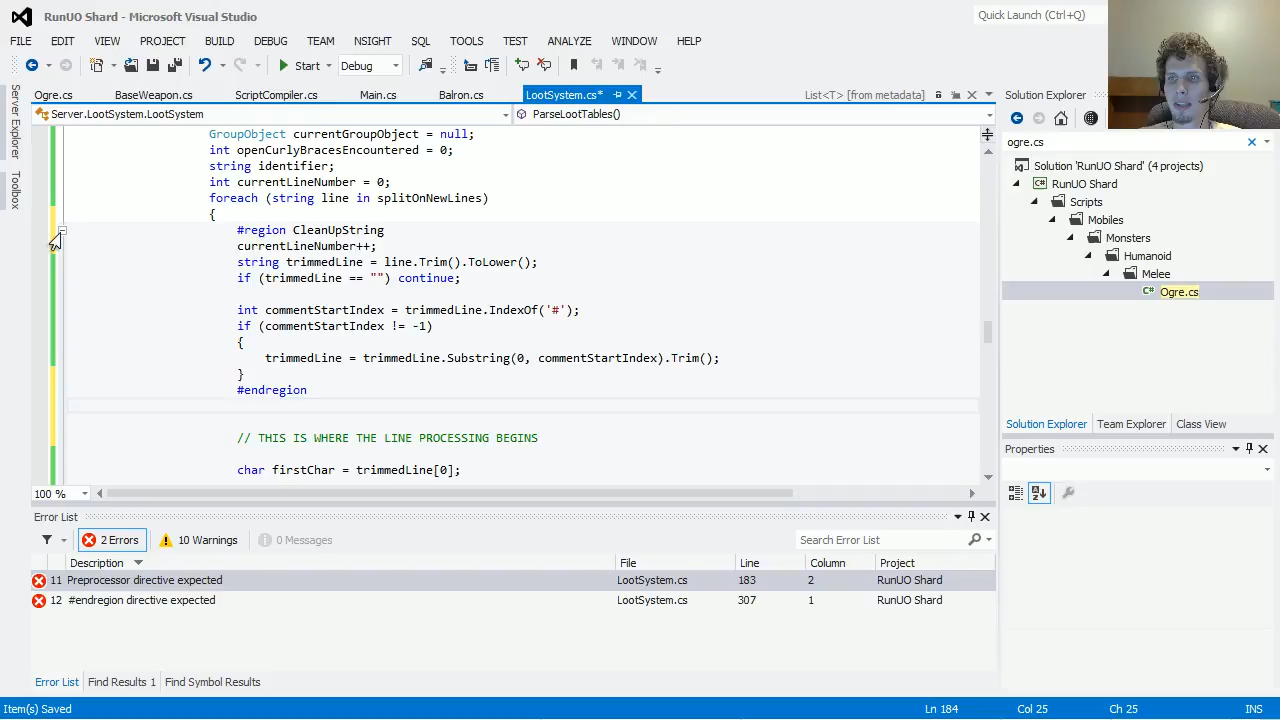 RunUO Shard - Microsoft Visual Studio
Quick Launch (Ctrl+Q)
FILE EDIT VIEW PROJECT BUILD DEBUG TEAM NSIGHT SQL TOOLS TEST ANALYZE WINDOW HELP
Start Debug
Ogre.cs BaseWeapon.cs ScriptCompiler.cs Main.cs Balron.cs LootSystem.cs* List<T> [from metadata]
Server.LootSystem.LootSystem ParseLootTables()
Server Explorer
Toolbox
GroupObject currentGroupObject = null;
int openCurlyBracesEncountered = 0;
string identifier;
int currentLineNumber = 0;
foreach (string line in splitOnNewLines)
{
#region CleanUpString
currentLineNumber++;
string trimmedLine = line.Trim().ToLower();
if (trimmedLine == "") continue;
int commentStartIndex = trimmedLine.IndexOf('#');
if (commentStartIndex != -1)
{
trimmedLine = trimmedLine.Substring(0, commentStartIndex).Trim();
}
#endregion
// THIS IS WHERE THE LINE PROCESSING BEGINS
char firstChar = trimmedLine[0];
100 %
Error List
2 Errors 10 Warnings 0 Messages Search Error List
Description File Line Column Project
11 Preprocessor directive expected LootSystem.cs 183 2 RunUO Shard
12 #endregion directive expected LootSystem.cs 307 1 RunUO Shard
Error List Find Results 1 Find Symbol Results
Solution Explorer
ogre.cs
Solution 'RunUO Shard' (4 projects)
RunUO Shard
Scripts
Mobiles
Monsters
Humanoid
Melee
Ogre.cs
Solution Explorer Team Explorer Class View
Properties
Item(s) Saved Ln 184 Col 25 Ch 25 INS